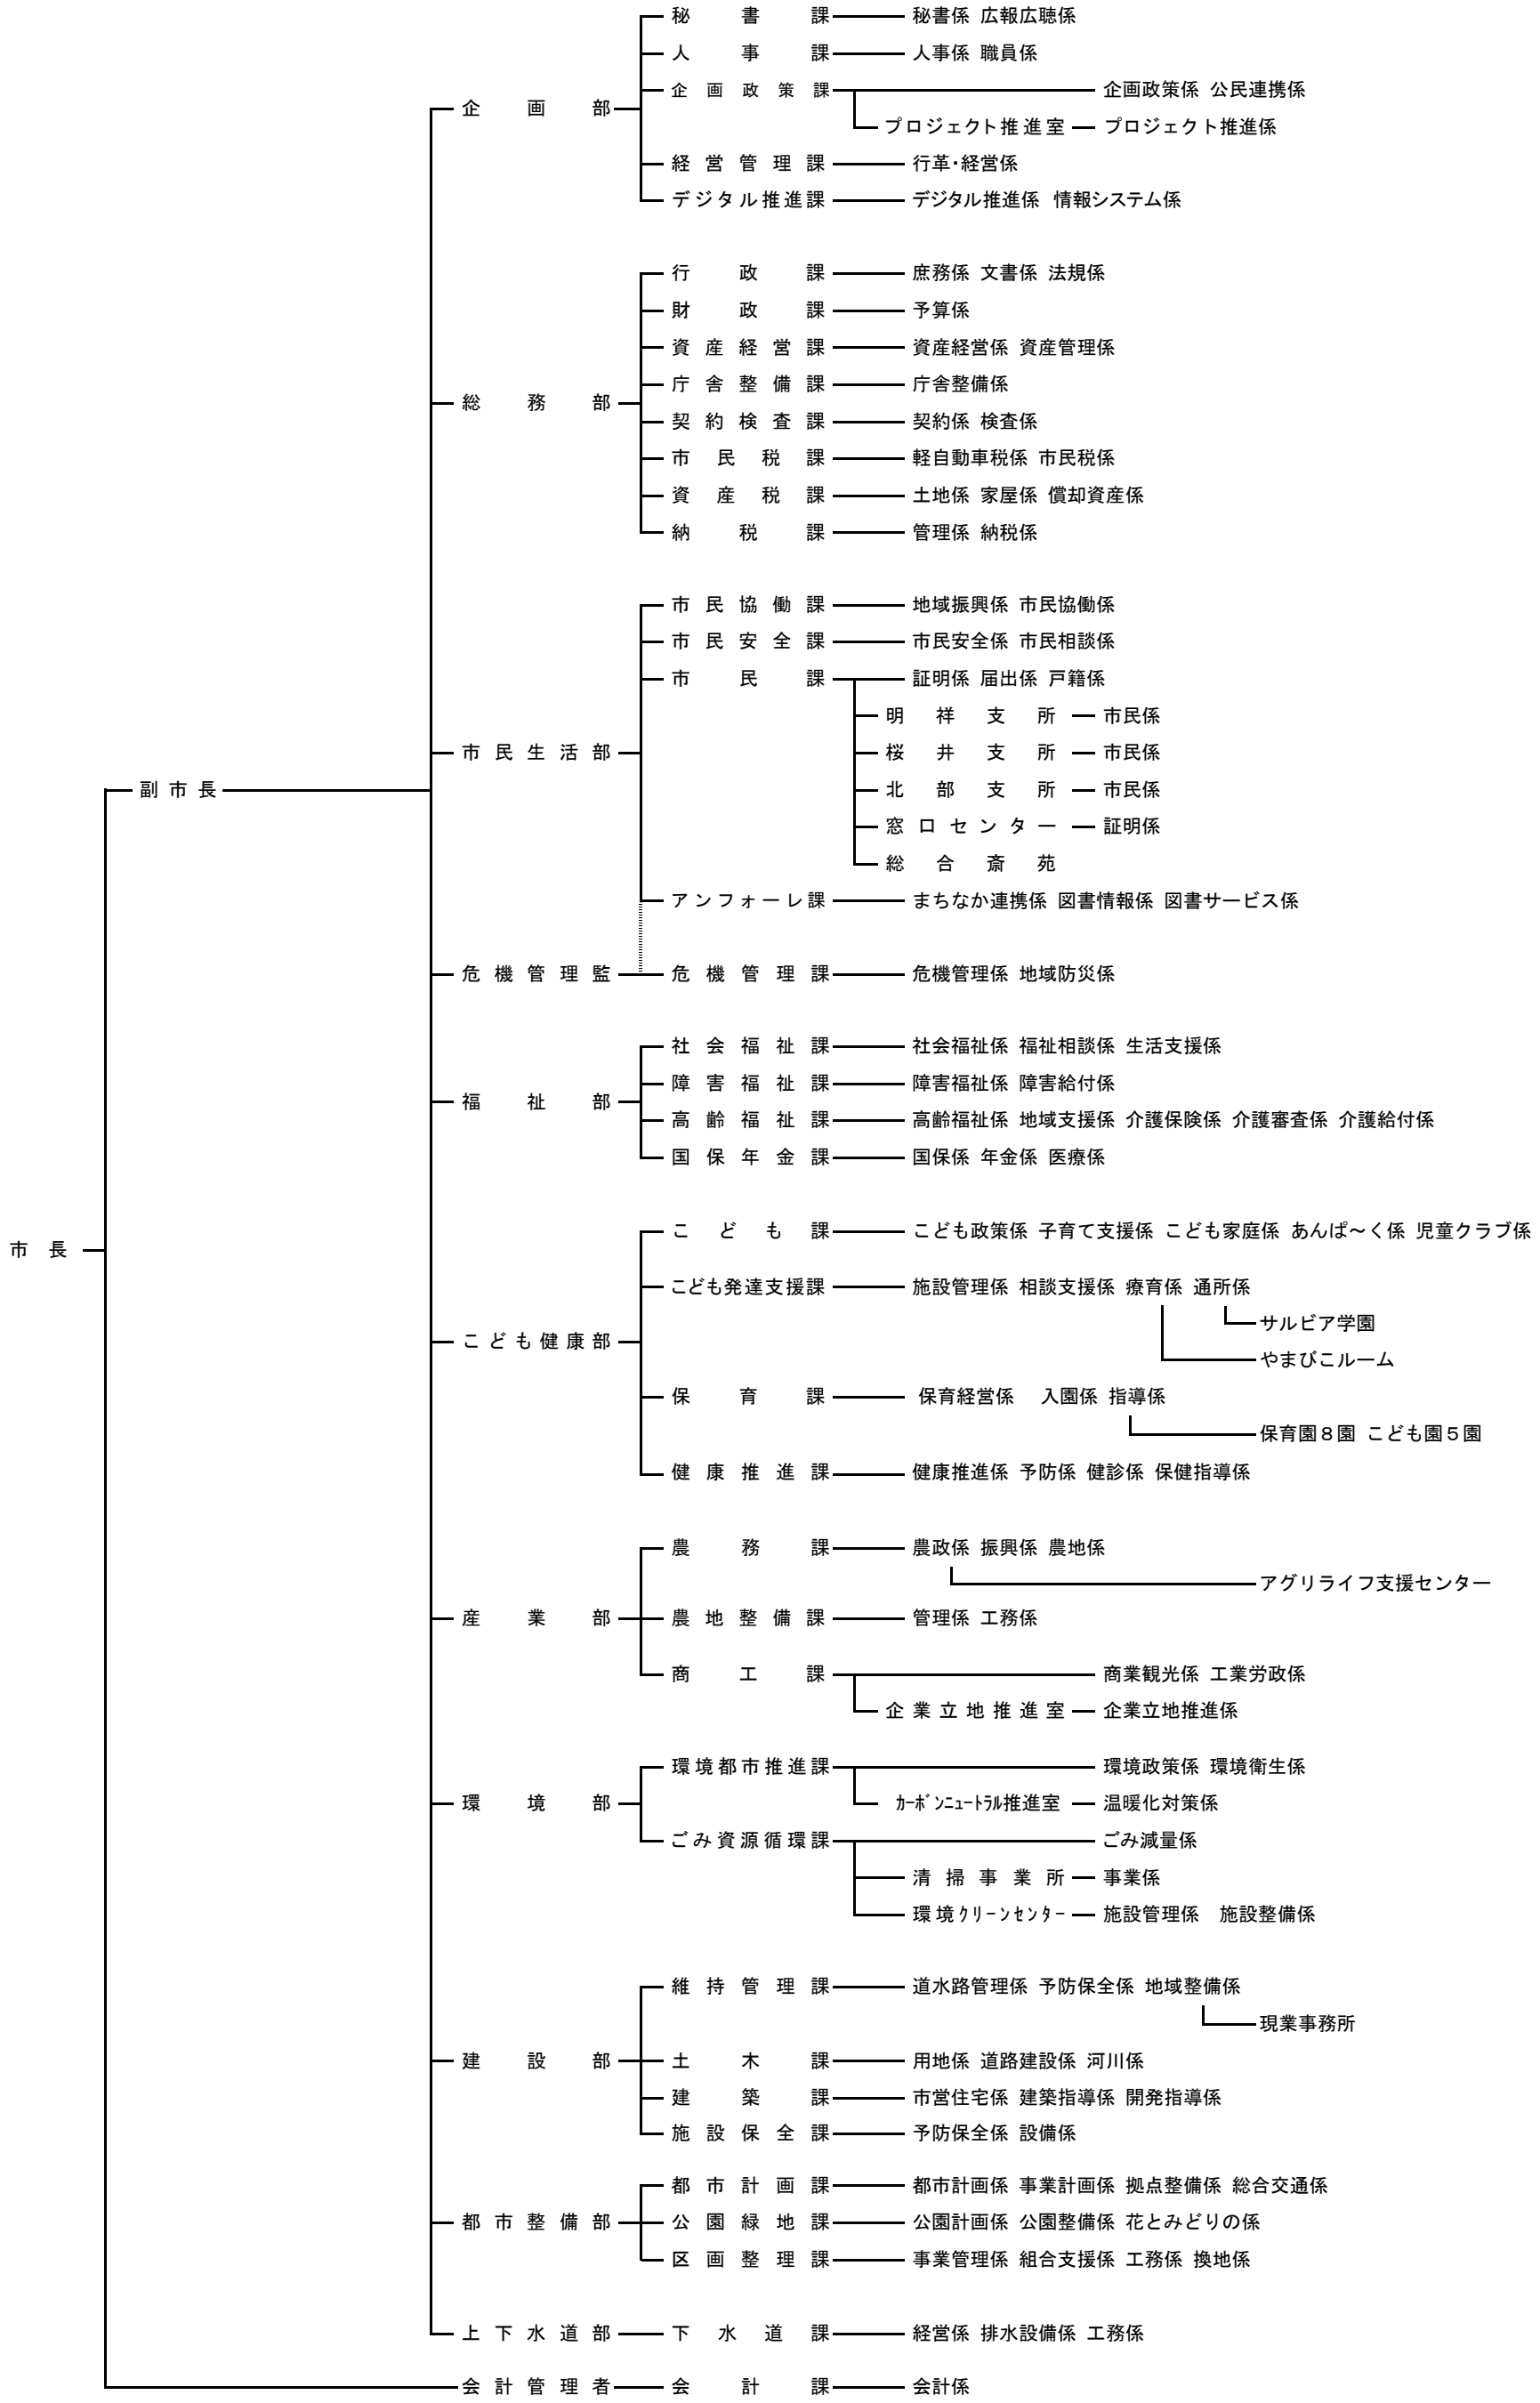 秘書課 秘書係 広報広聴係
人事課 人事係 職員係
企画政策課 企画政策係 公民連携係
企画部
プロジェクト推進室 プロジェクト推進係
経営管理課 行革・経営係
デジタル推進課 デジタル推進係 情報システム係
行政課 庶務係 文書係 法規係
財政課 予算係
資産経営課 資産経営係 資産管理係
庁舎整備課 庁舎整備係
総務部
契約検査課 契約係 検査係
市民税課 軽自動車税係 市民税係
資産税課 土地係 家屋係 償却資産係
納税課 管理係 納税係
市民協働課 地域振興係 市民協働係
市民安全課 市民安全係 市民相談係
市民課 証明係 届出係 戸籍係
明祥支所 市民係
市民生活部 桜井支所 市民係
副市長 北部支所 市民係
窓口センター 証明係
総合斎苑
アンフォーレ課 まちなか連携係 図書情報係 図書サービス係
危機管理監 危機管理課 危機管理係 地域防災係
社会福祉課 社会福祉係 福祉相談係 生活支援係
障害福祉課 障害福祉係 障害給付係
福祉部
高齢福祉課 高齢福祉係 地域支援係 介護保険係 介護審査係 介護給付係
国保年金課 国保係 年金係 医療係
こども課 こども政策係 子育て支援係 こども家庭係 あんぱ～く係 児童クラブ係
市長
こども発達支援課 施設管理係 相談支援係 療育係 通所係
サルビア学園
こども健康部
やまびこルーム
保育課 保育経営係 入園係 指導係
保育園８園 こども園５園
健康推進課 健康推進係 予防係 健診係 保健指導係
農務課 農政係 振興係 農地係
アグリライフ支援センター
産業部 農地整備課 管理係 工務係
商工課 商業観光係 工業労政係
企業立地推進室 企業立地推進係
環境都市推進課 環境政策係 環境衛生係
環境部 ｶｰﾎﾞﾝﾆｭｰﾄﾗﾙ推進室 温暖化対策係
ごみ資源循環課 ごみ減量係
清掃事業所 事業係
環境ｸﾘｰﾝｾﾝﾀｰ 施設管理係 施設整備係
維持管理課 道水路管理係 予防保全係 地域整備係
現業事務所
建設部 土木課 用地係 道路建設係 河川係
建築課 市営住宅係 建築指導係 開発指導係
施設保全課 予防保全係 設備係
都市計画課 都市計画係 事業計画係 拠点整備係 総合交通係
都市整備部 公園緑地課 公園計画係 公園整備係 花とみどりの係
区画整理課 事業管理係 組合支援係 工務係 換地係
上下水道部 下水道課 経営係 排水設備係 工務係
会計管理者 会計課 会計係